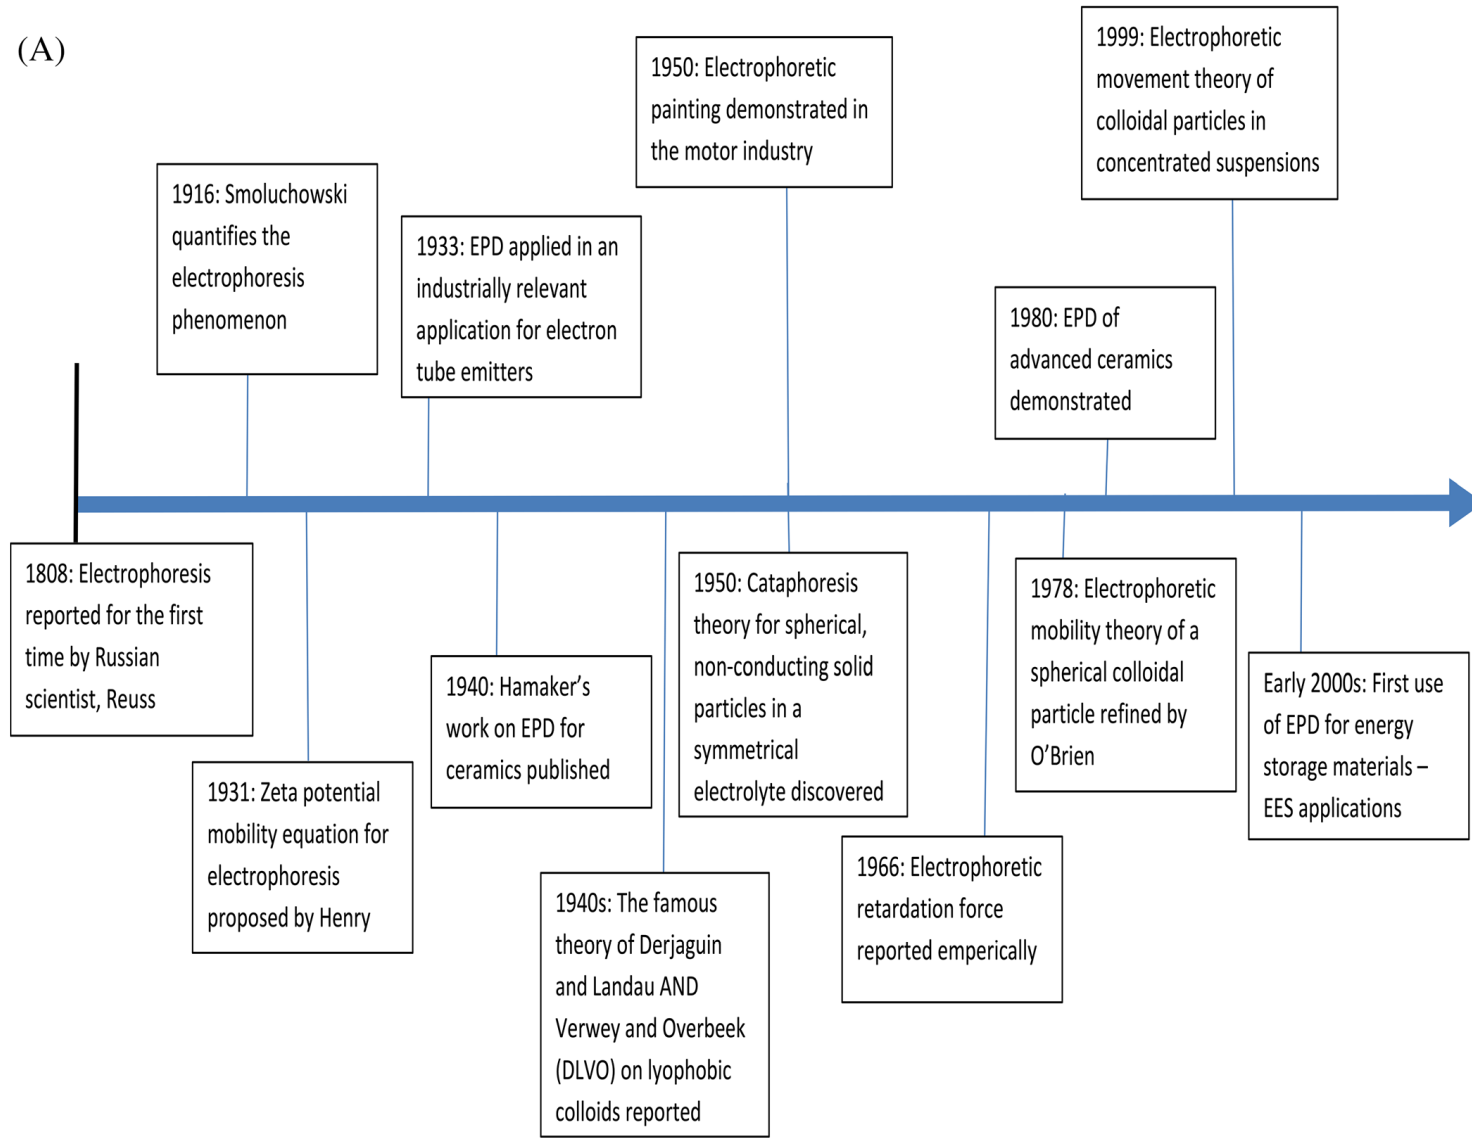 (A)
1808: Electrophoresis
reported for the first
time by Russian
scientist, Reuss
1916: Smoluchowski
quantifies the
electrophoresis
phenomenon
1931: Zeta potential
mobility equation for
electrophoresis
proposed by Henry
1933: EPD applied in an
industrially relevant
application for electron
tube emitters
1940: Hamaker’s
work on EPD for
ceramics published
1940s: The famous
theory of Derjaguin
and Landau AND
Verwey and Overbeek
(DLVO) on lyophobic
colloids reported
1950: Electrophoretic
painting demonstrated in
the motor industry
1950: Cataphoresis
theory for spherical,
non-conducting solid
particles in a
symmetrical
electrolyte discovered
1966: Electrophoretic
retardation force
reported emperically
1978: Electrophoretic
mobility theory of a
spherical colloidal
particle refined by
O’Brien
1980: EPD of
advanced ceramics
demonstrated
1999: Electrophoretic
movement theory of
colloidal particles in
concentrated suspensions
Early 2000s: First use
of EPD for energy
storage materials –
EES applications